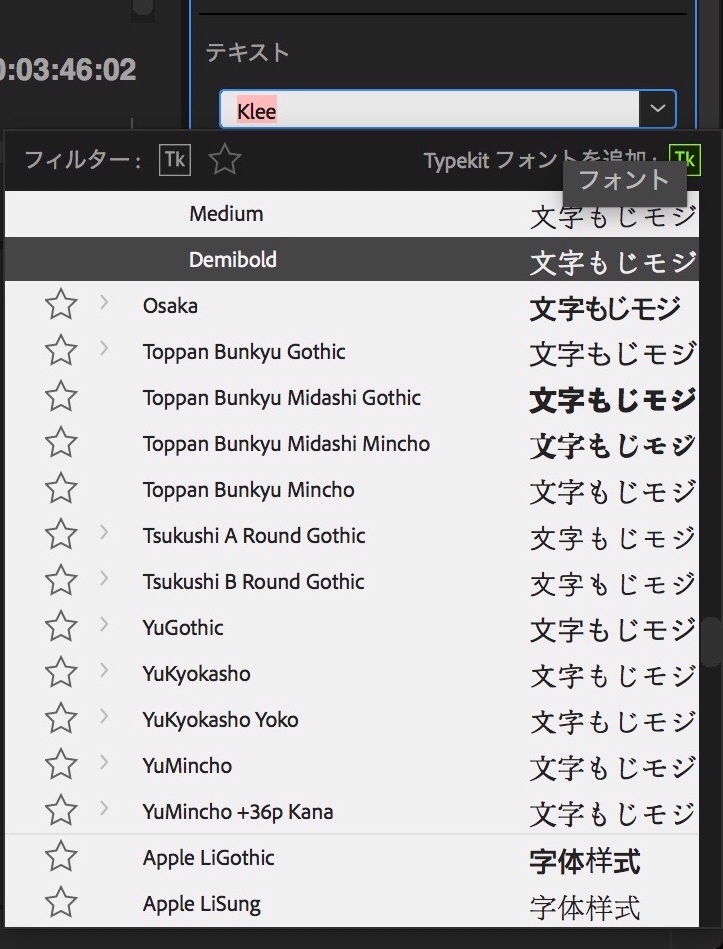 0:03:46:02
テキスト
Klee
フィルター : Tk Typekit フォントを追加 : Tk
フォント
Medium 文字もじモジ
Demibold 文字もじモジ
Osaka 文字もじモジ
Toppan Bunkyu Gothic 文字もじモジ
Toppan Bunkyu Midashi Gothic 文字もじモジ
Toppan Bunkyu Midashi Mincho 文字もじモジ
Toppan Bunkyu Mincho 文字もじモジ
Tsukushi A Round Gothic 文字もじモジ
Tsukushi B Round Gothic 文字もじモジ
YuGothic 文字もじモジ
YuKyokasho 文字もじモジ
YuKyokasho Yoko 文字もじモジ
YuMincho 文字もじモジ
YuMincho +36p Kana 文字もじモジ
Apple LiGothic 字体样式
Apple LiSung 字体样式